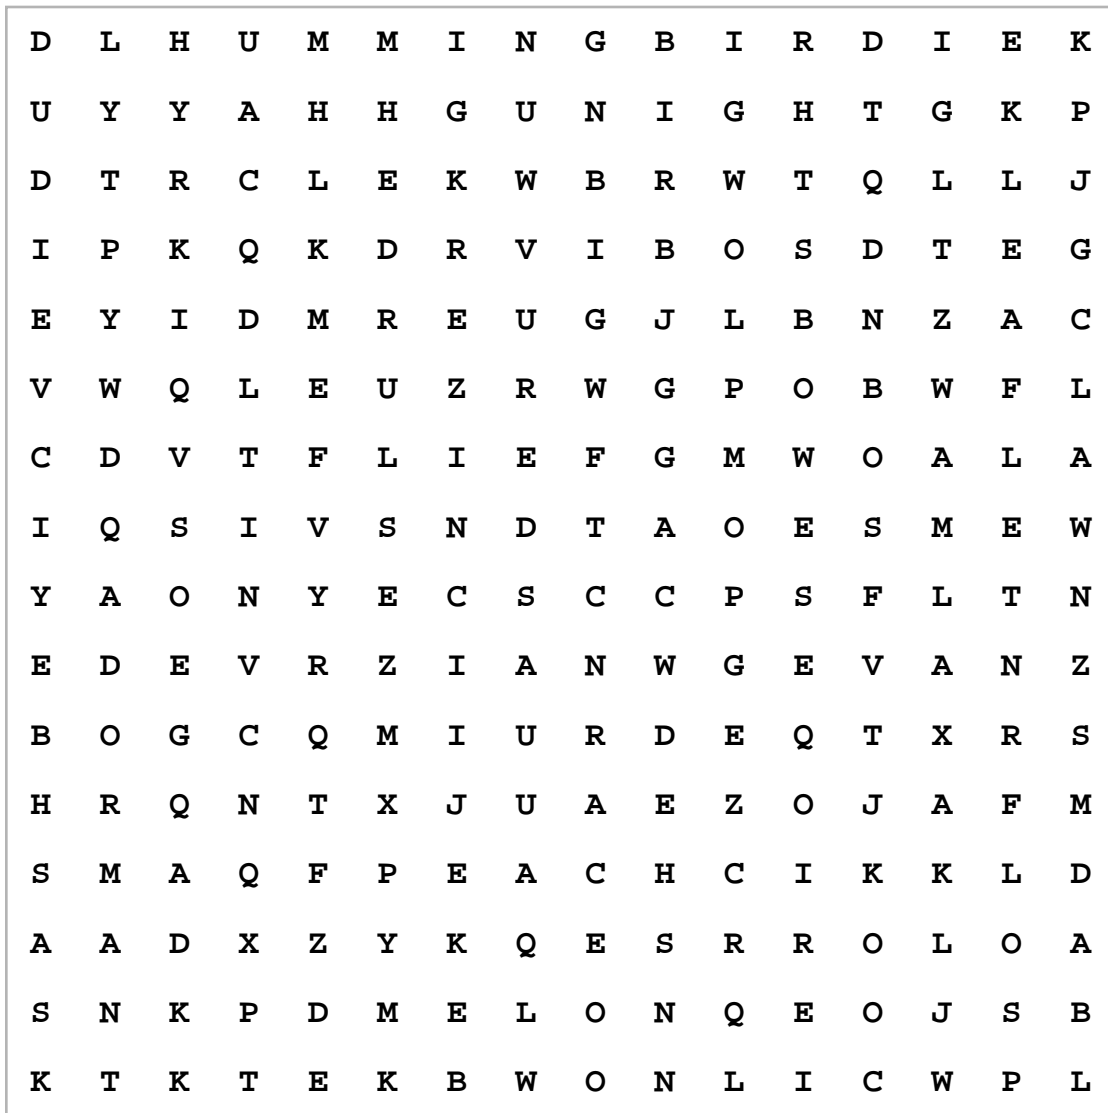 D L H U M M I N G B I R D I E K
U Y Y A H H G U N I G H T G K P
D T R C L E K W B R W T Q L L J
I P K Q K D R V I B O S D T E G
E Y I D M R E U G J L B N Z A C
V W Q L E U Z R W G P O B W F L
C D V T F L I E F G M W O A L A
I Q S I V S N D T A O E S M E W
Y A O N Y E C S C C P S F L T N
E D E V R Z I A N W G E V A N Z
B O G C Q M I U R D E Q T X R S
H R Q N T X J U A E Z O J A F M
S M A Q F P E A C H C I K K L D
A A D X Z Y K Q E S R R O L O A
S N K P D M E L O N Q E O J S B
K T K T E K B W O N L I C W P L